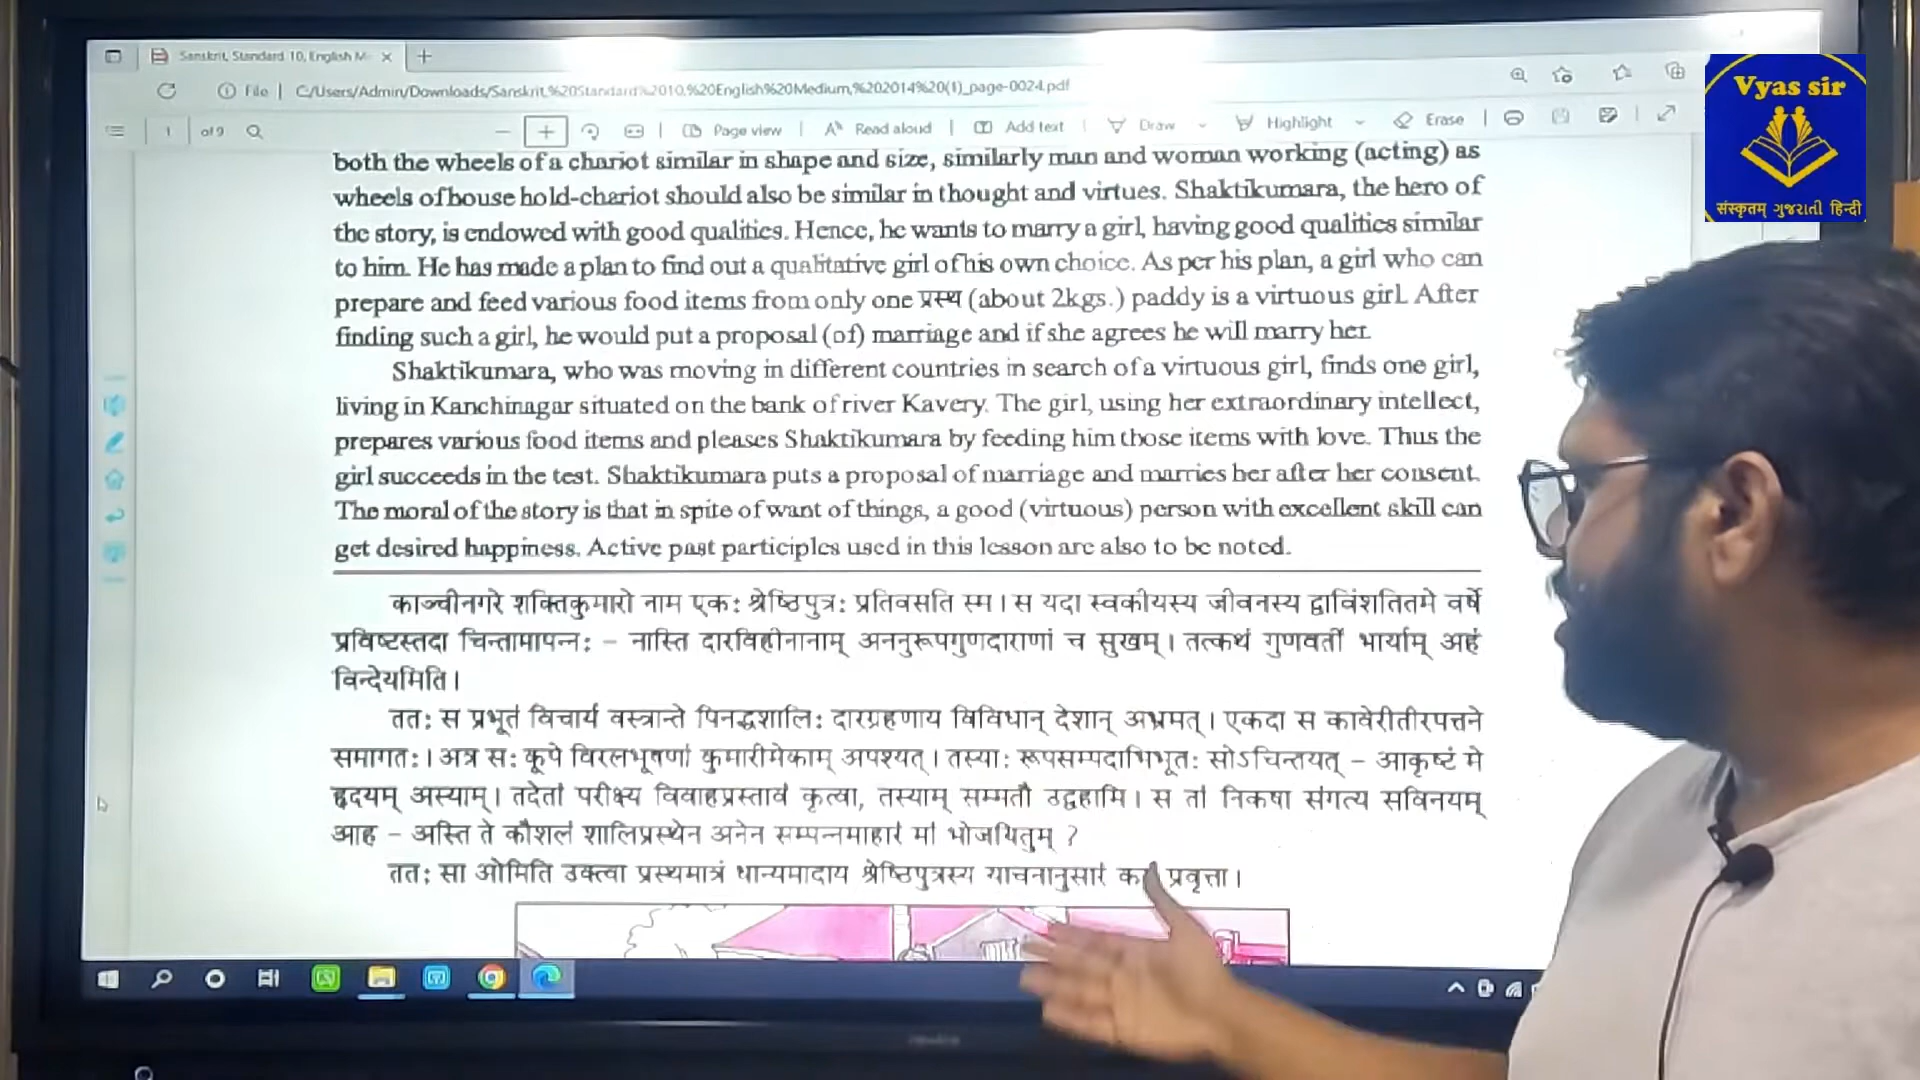 Sanskrit, Standard 10, English M
File | C:/Users/Admin/Downloads/Sanskrit,%20Standard%2010,%20English%20Medium,%202014%20(1)_page-0024.pdf
1 of 9 Page view Read aloud Add text Draw Highlight Erase
Vyas sir
संस्कृतम् ગુજરાતી हिन्दी
both the wheels of a chariot similar in shape and size, similarly man and woman working (acting) as
wheels of house hold-chariot should also be similar in thought and virtues. Shaktikumara, the hero of
the story, is endowed with good qualities. Hence, he wants to marry a girl, having good qualities similar
to him. He has made a plan to find out a qualitative girl of his own choice. As per his plan, a girl who can
prepare and feed various food items from only one प्रस्थ (about 2kgs.) paddy is a virtuous girl. After
finding such a girl, he would put a proposal (of) marriage and if she agrees he will marry her.
Shaktikumara, who was moving in different countries in search of a virtuous girl, finds one girl,
living in Kanchinagar situated on the bank of river Kavery. The girl, using her extraordinary intellect,
prepares various food items and pleases Shaktikumara by feeding him those items with love. Thus the
girl succeeds in the test. Shaktikumara puts a proposal of marriage and marries her after her consent.
The moral of the story is that in spite of want of things, a good (virtuous) person with excellent skill can
get desired happiness. Active past participles used in this lesson are also to be noted.
काञ्चीनगरे शक्तिकुमारो नाम एकः श्रेष्ठिपुत्रः प्रतिवसति स्म। स यदा स्वकीयस्य जीवनस्य द्वाविंशतितमे वर्षे
प्रविष्टस्तदा चिन्तामापन्नः – नास्ति दारविहीनानाम् अननुरूपगुणदाराणां च सुखम्। तत्कथं गुणवतीं भार्याम् अहं
विन्देयमिति।
ततः स प्रभूतं विचार्य वस्त्रान्ते पिनद्धशालिः दारग्रहणाय विविधान् देशान् अभ्रमत्। एकदा स कावेरीतीरपत्तने
समागतः। अत्र सः कूपे विरलभूषणां कुमारीमेकाम् अपश्यत्। तस्याः रूपसम्पदाभिभूतः सोऽचिन्तयत् – आकृष्टं मे
हृदयम् अस्याम्। तदेतां परीक्ष्य विवाहप्रस्तावं कृत्वा, तस्याम् सम्मतौ उद्वहामि। स तां निकषा संगत्य सविनयम्
आह – अस्ति ते कौशलं शालिप्रस्थेन अनेन सम्पन्नमाहारं मां भोजयितुम् ?
ततः सा ओमिति उक्त्वा प्रस्थमात्रं धान्यमादाय श्रेष्ठिपुत्रस्य याचनानुसारं प्रवृत्ता।